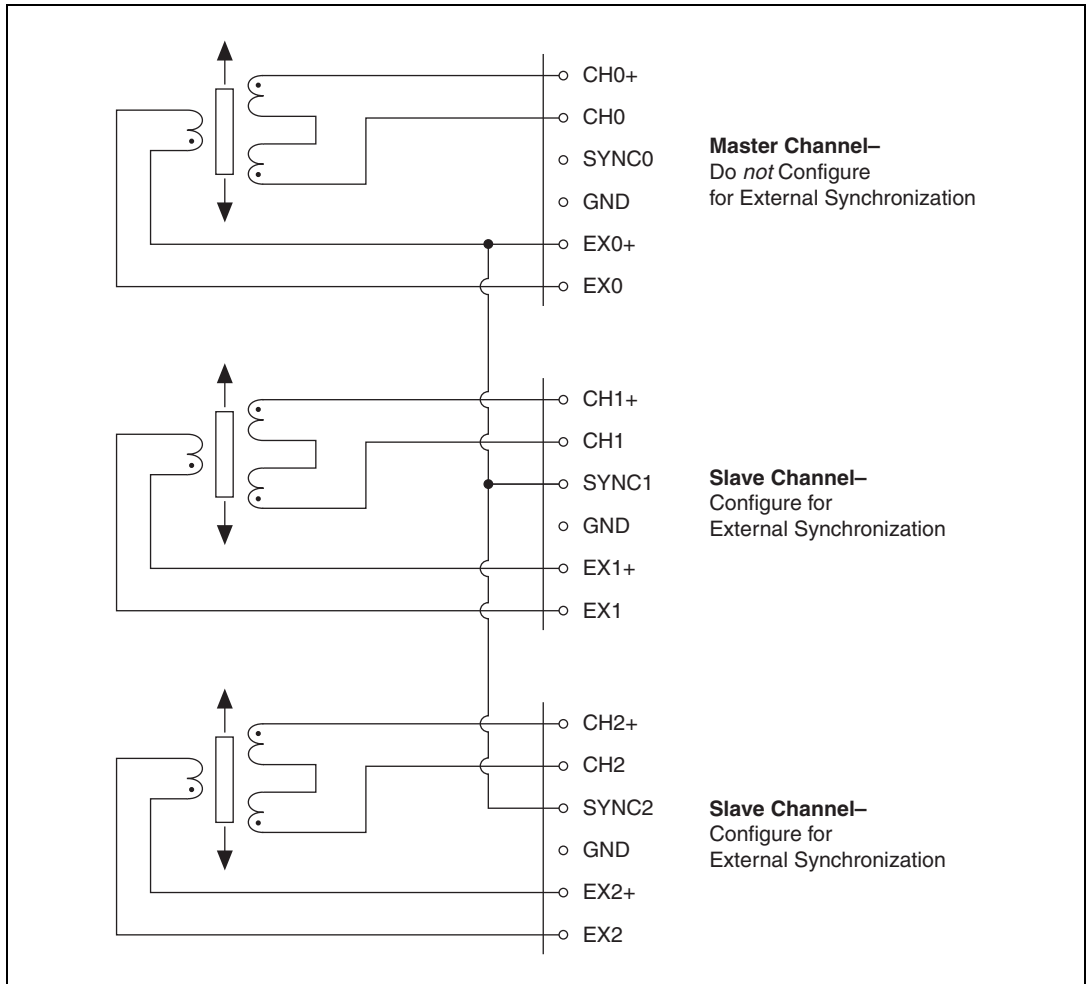 CH0+
CH0
SYNC0
GND
EX0+
EX0
Master Channel–
Do not Configure
for External Synchronization
CH1+
CH1
SYNC1
GND
EX1+
EX1
Slave Channel–
Configure for
External Synchronization
CH2+
CH2
SYNC2
GND
EX2+
EX2
Slave Channel–
Configure for
External Synchronization